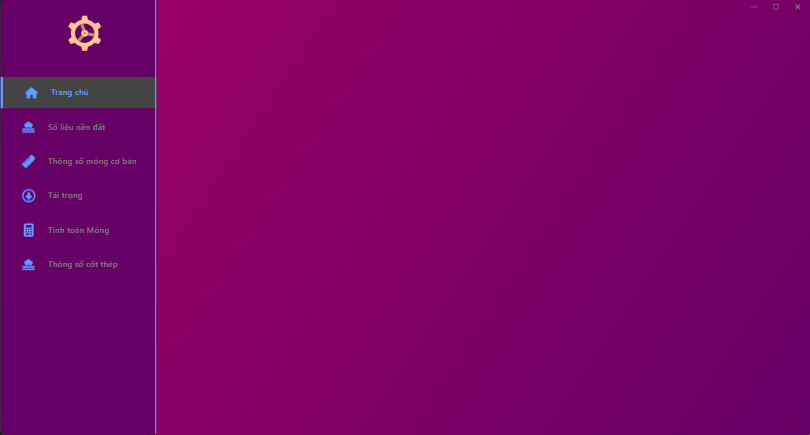 Trang chủ
Số liệu nền đất
Thông số móng cơ bản
Tải trọng
Tính toán Móng
Thông số cốt thép